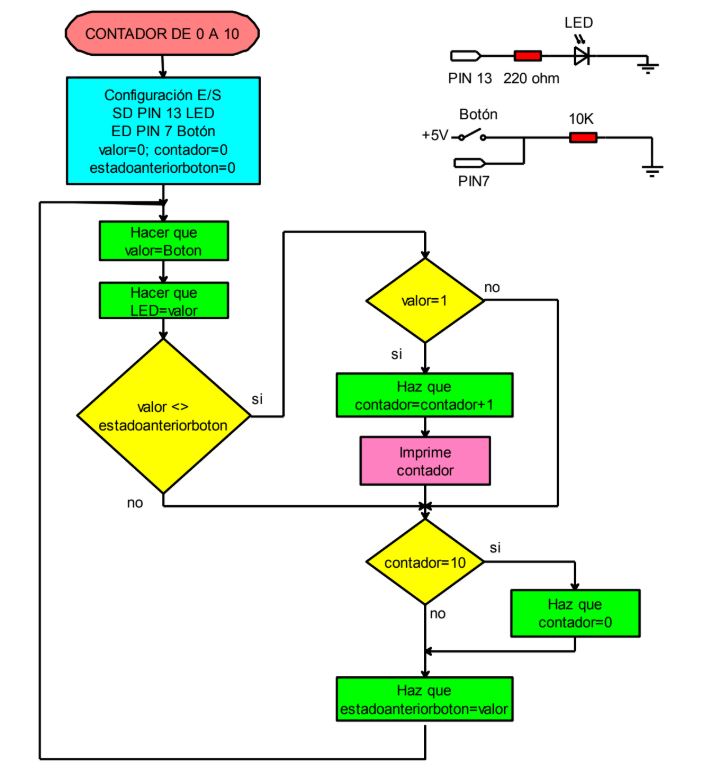 CONTADOR DE 0 A 10
Configuración E/S
SD PIN 13 LED
ED PIN 7 Botón
valor=0; contador=0
estadoanteriorboton=0
LED
PIN 13
220 ohm
Botón
+5V
10K
PIN7
Hacer que
valor=Boton
Hacer que
LED=valor
valor <>
estadoanteriorboton
si
no
valor=1
no
si
Haz que
contador=contador+1
Imprime
contador
contador=10
si
no
Haz que
contador=0
Haz que
estadoanteriorboton=valor